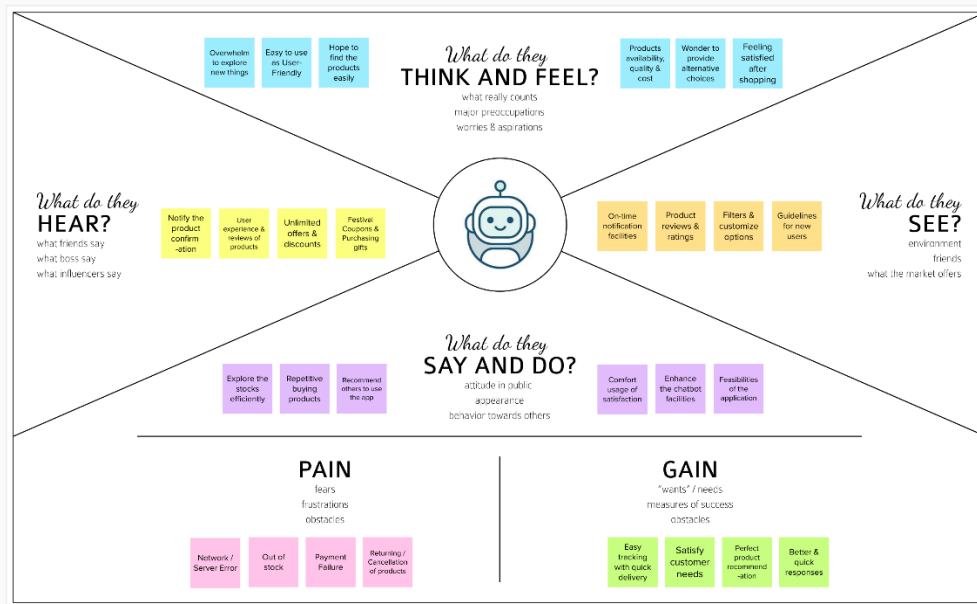 Overwhelm
to explore
new things
Easy to use
as User-
Friendly
Hope to
find the
products
easily
What do they
THINK AND FEEL?
what really counts
major preoccupations
worries & aspirations
Products
availability,
quality &
cost
Wonder to
provide
alternative
choices
Feeling
satisfied
after
shopping
What do they
HEAR?
what friends say
what boss say
what influencers say
Notify the
product
confirm
-ation
User
experience &
reviews of
products
Unlimited
offers &
discounts
Festival
Coupons &
Purchasing
gifts
On-time
notification
facilities
Product
reviews &
ratings
Filters &
customize
options
Guidelines
for new
users
What do they
SEE?
environment
friends
what the market offers
Explore the
stocks
efficiently
Repetitive
buying
products
Recommend
others to use
the app
What do they
SAY AND DO?
attitude in public
appearance
behavior towards others
Comfort
usage of
satisfaction
Enhance
the chatbot
facilities
Feasibilities
of the
application
PAIN
fears
frustrations
obstacles
Network /
Server Error
Out of
stock
Payment
Failure
Returning /
Cancellation
of products
GAIN
"wants" / needs
measures of success
obstacles
Easy
tracking
with quick
delivery
Satisfy
customer
needs
Perfect
product
recommend
-ation
Better &
quick
responses